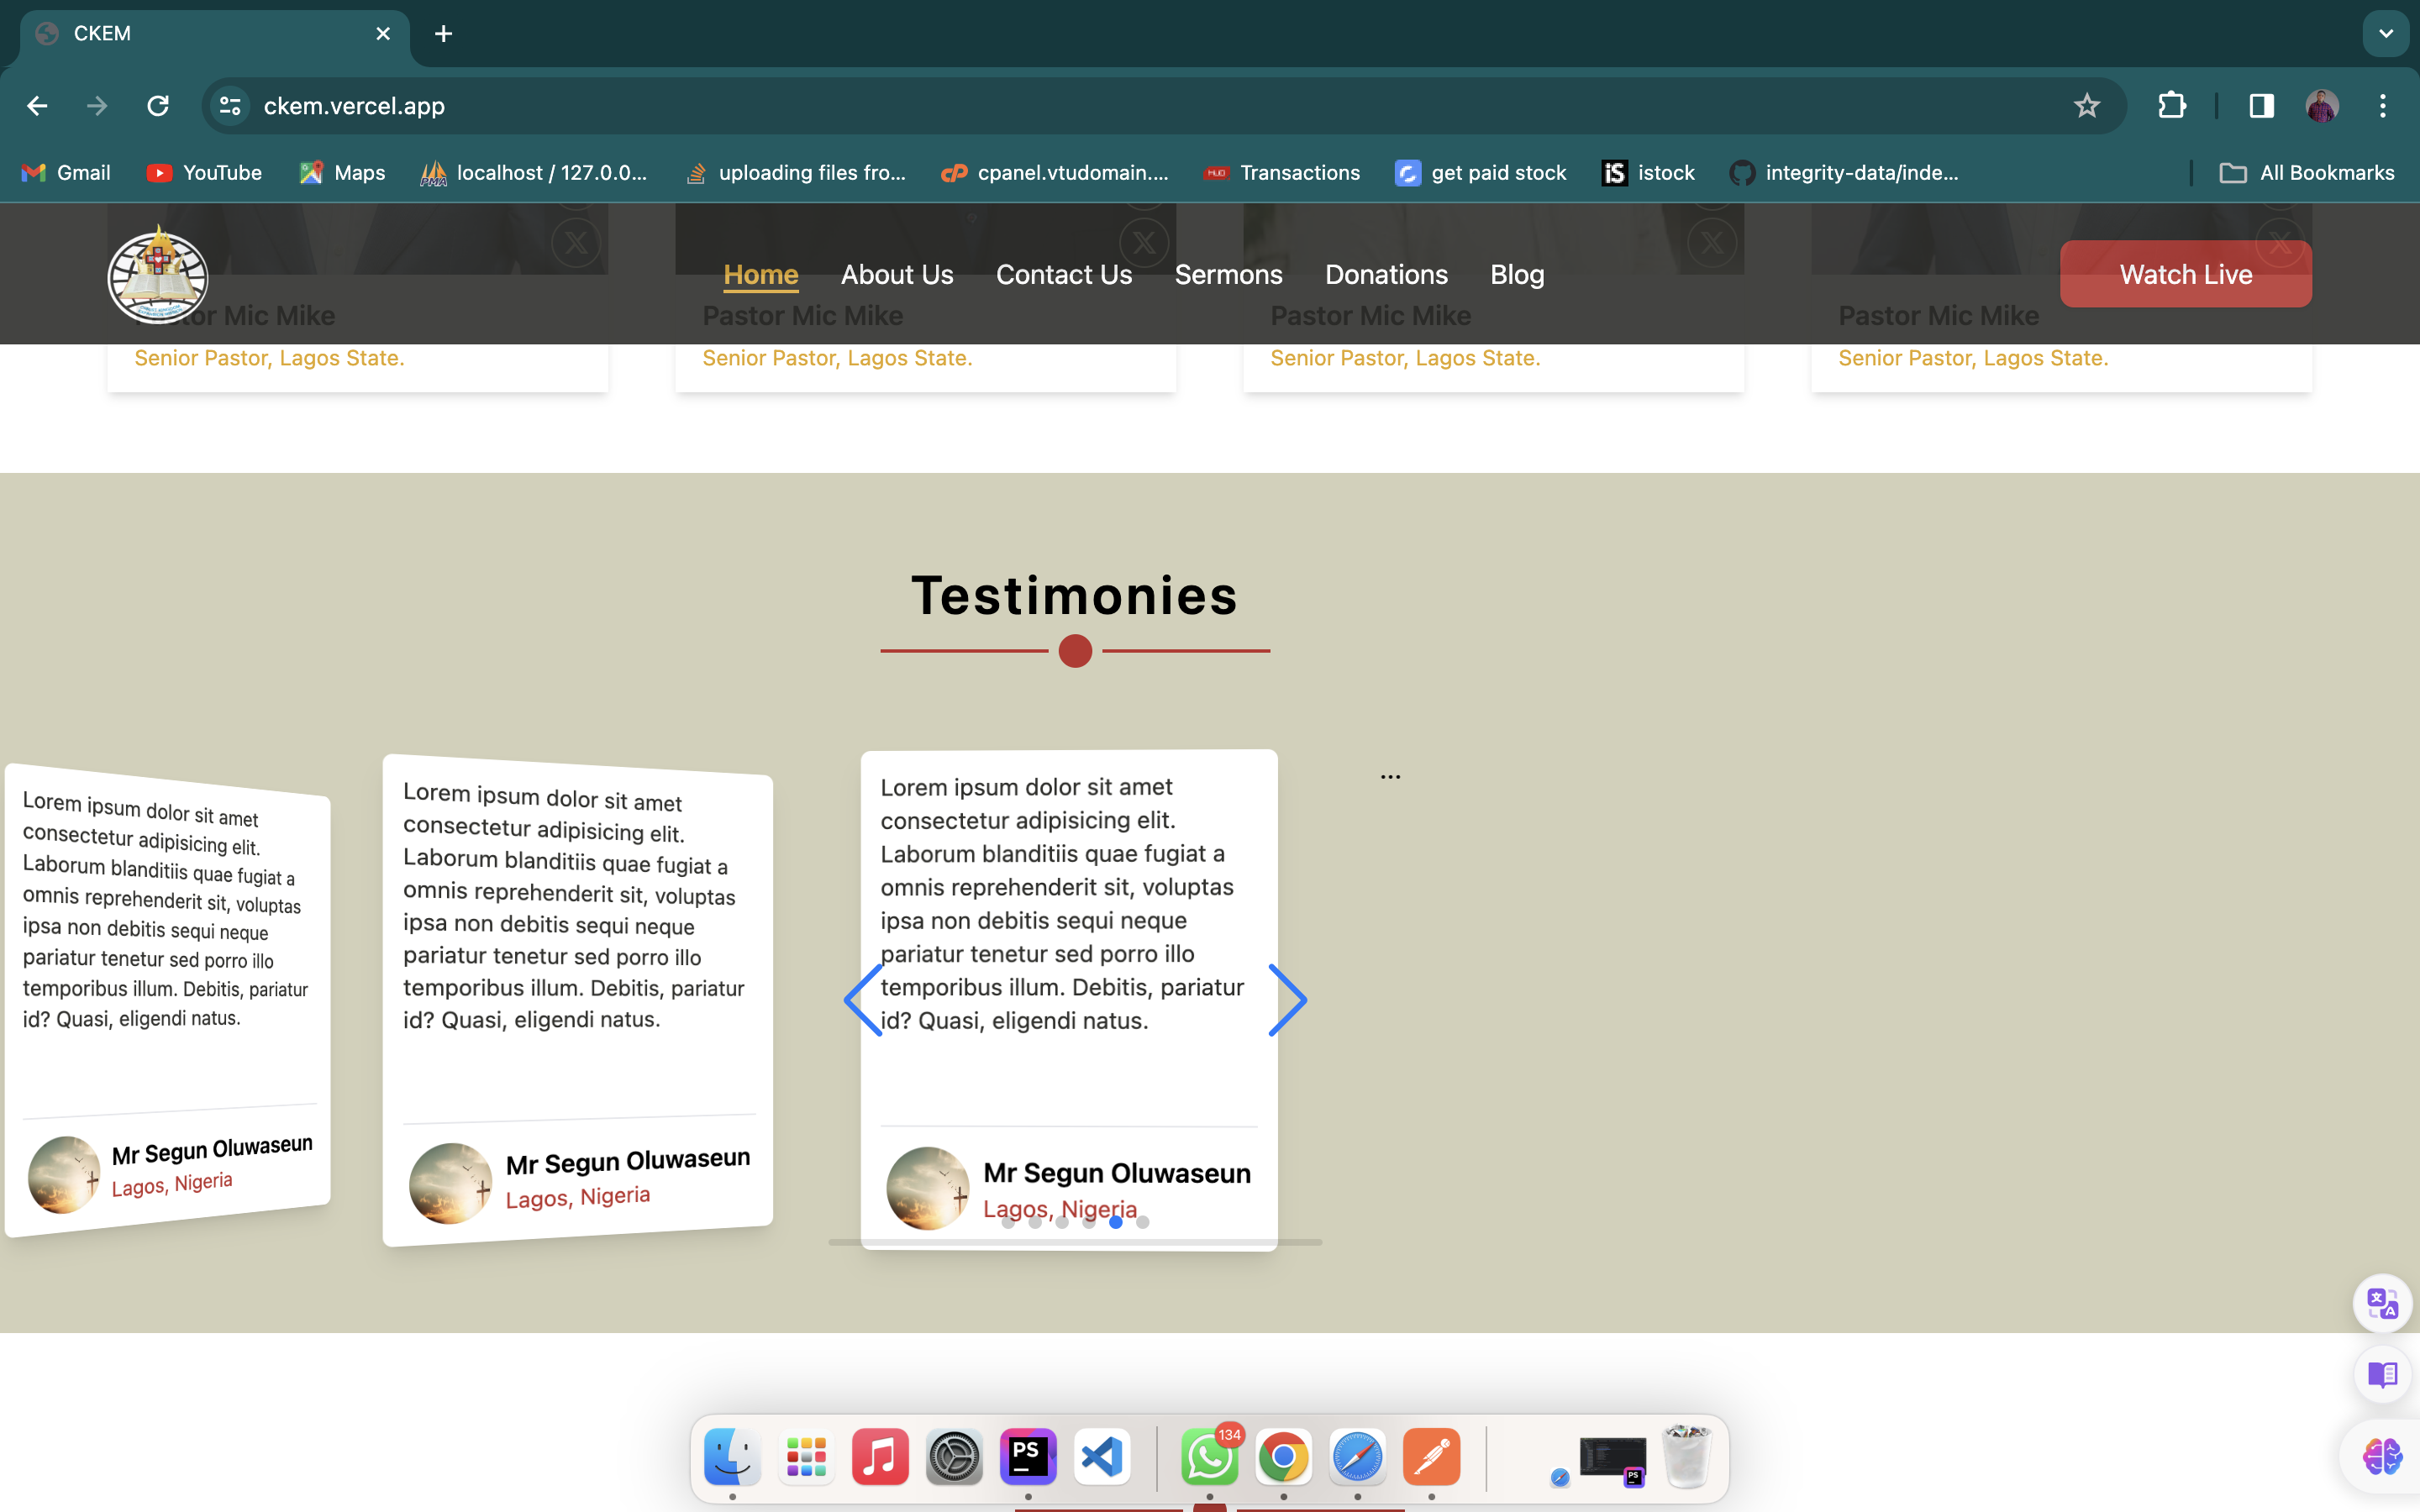 CKEM
ckem.vercel.app
Gmail
YouTube
Maps
localhost / 127.0.0...
uploading files fro...
cpanel.vtudomain....
Transactions
get paid stock
istock
integrity-data/inde...
All Bookmarks
Home
About Us
Contact Us
Sermons
Donations
Blog
Watch Live
Pastor Mic Mike
Pastor Mic Mike
Pastor Mic Mike
Senior Pastor, Lagos State.
Senior Pastor, Lagos State.
Senior Pastor, Lagos State.
Senior Pastor, Lagos State.
Testimonies
Lorem ipsum dolor sit amet
consectetur adipisicing elit.
Laborum blanditiis quae fugiat a
omnis reprehenderit sit, voluptas
ipsa non debitis sequi neque
pariatur tenetur sed porro illo
temporibus illum. Debitis, pariatur
id? Quasi, eligendi natus.
Mr Segun Oluwaseun
Lagos, Nigeria
Lorem ipsum dolor sit amet
consectetur adipisicing elit.
Laborum blanditiis quae fugiat a
omnis reprehenderit sit, voluptas
ipsa non debitis sequi neque
pariatur tenetur sed porro illo
temporibus illum. Debitis, pariatur
id? Quasi, eligendi natus.
Mr Segun Oluwaseun
Lagos, Nigeria
Lorem ipsum dolor sit amet
consectetur adipisicing elit.
Laborum blanditiis quae fugiat a
omnis reprehenderit sit, voluptas
ipsa non debitis sequi neque
pariatur tenetur sed porro illo
temporibus illum. Debitis, pariatur
id? Quasi, eligendi natus.
Mr Segun Oluwaseun
Lagos, Nigeria
...
PS
134